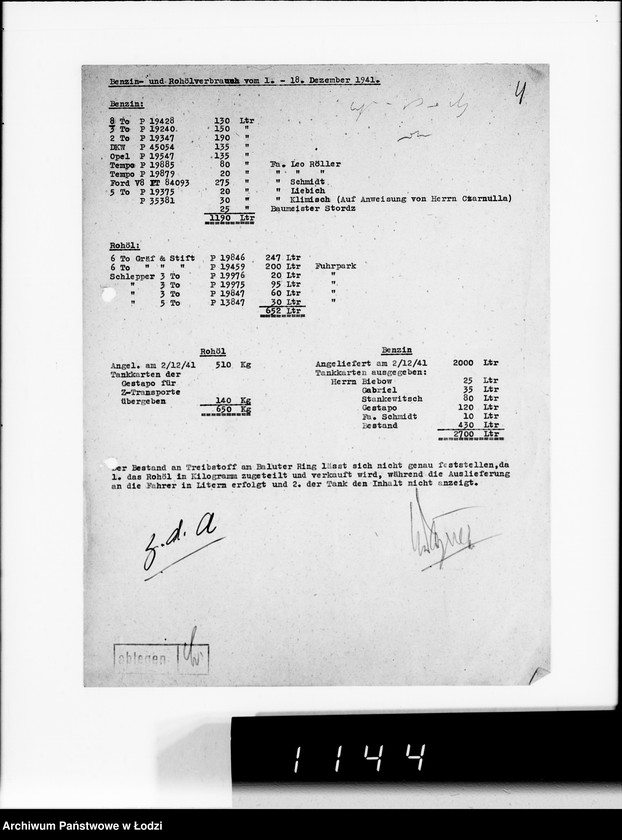 Benzin- und Rohölverbrauch vom 1. - 18. Dezember 1941.
4
Benzin:
8 To P 19428 130 Ltr
3 To P 19240. 150 "
2 To P 19347 190 "
DKW P 45054 135 "
Opel P 19547 135 "
Tempo P 19885 80 " Fa. Leo Röller
Tempo P 19879 20 " " " "
Ford V8 PT 84093 275 " " Schmidt
5 To P 19375 20 " " Liebich
P 35381 30 " " Klimisch (Auf Anweisung von Herrn Czarnulla)
25 " Baumeister Stordz
1190 Ltr
Rohöl:
6 To Gräf & Stift P 19846 247 Ltr
6 To " " " P 19459 200 Ltr Fuhrpark
Schlepper 3 To P 19976 20 Ltr "
" 3 To P 19975 95 Ltr "
" 3 To P 19847 60 Ltr "
" 5 To P 13847 30 Ltr "
652 Ltr
Rohöl
Angel. am 2/12/41 510 Kg
Tankkarten der
Gestapo für
Z-Transporte
übergeben 140 Kg
650 Kg
Benzin
Angeliefert am 2/12/41 2000 Ltr
Tankkarten ausgegeben:
Herrn Biebow 25 Ltr
Gabriel 35 Ltr
Stankewitsch 80 Ltr
Gestapo 120 Ltr
Fa. Schmidt 10 Ltr
Bestand 430 Ltr
2700 Ltr
Der Bestand an Treibstoff am Baluter Ring lässt sich nicht genau feststellen,da
1. das Rohöl in Kilogramm zugeteilt und verkauft wird, während die Auslieferung
an die Fahrer in Litern erfolgt und 2. der Tank den Inhalt nicht anzeigt.
z.d.A
ablegen
1144
Archiwum Państwowe w Łodzi